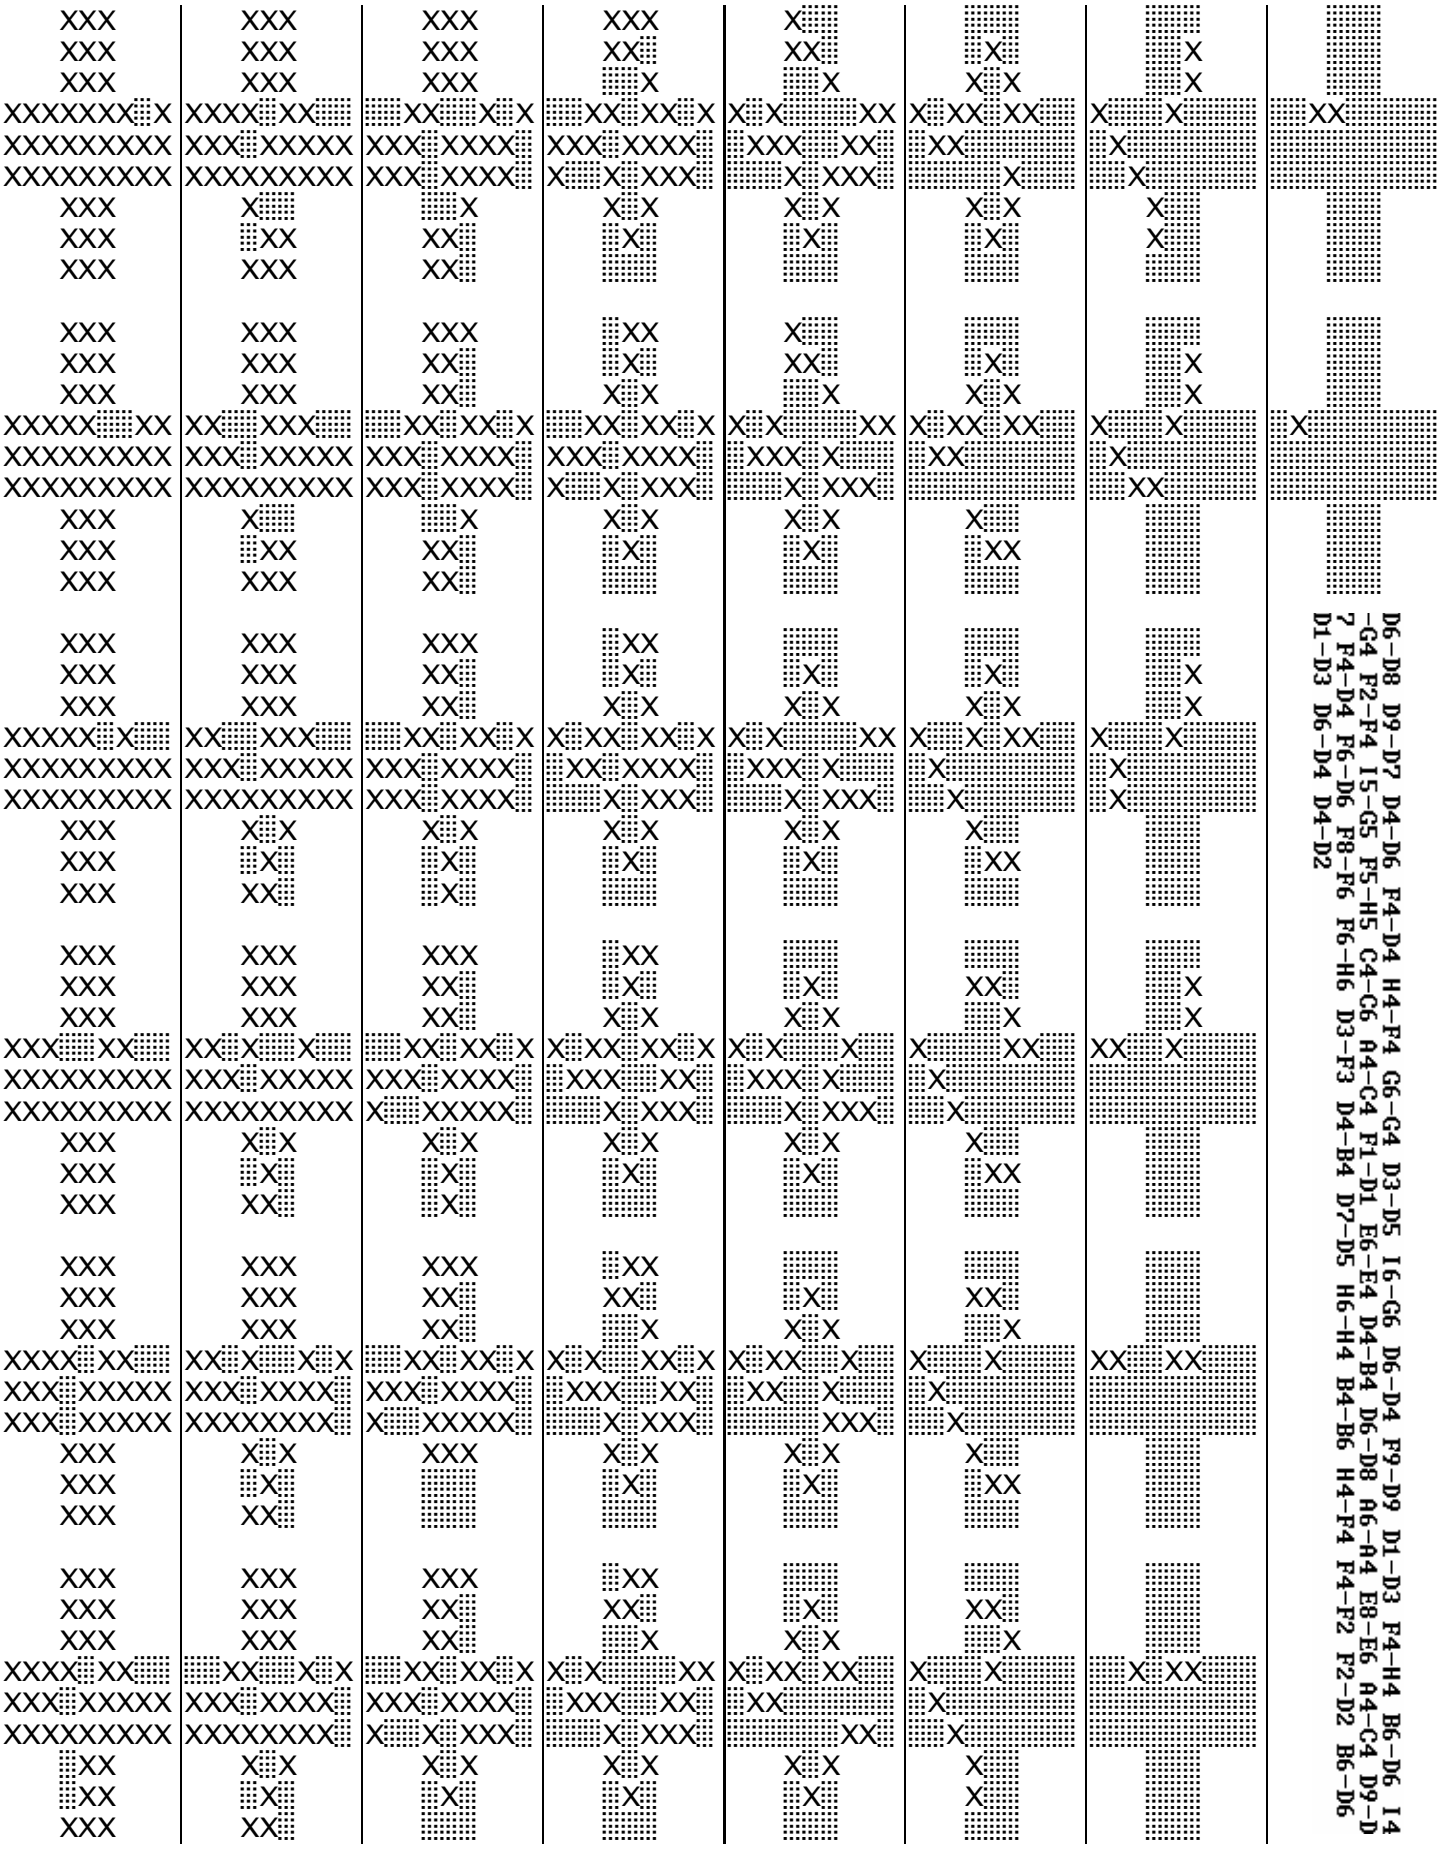 D6-D8 D9-D7 D4-D6 F4-D4 H4-F4 G6-G4 D3-D5 I6-G6 D6-D4 F9-D9 D1-D3 F4-H4 B6-D6 I4
-G4 F2-F4 I5-G5 F5-H5 C4-C6 A4-C4 F1-D1 E6-E4 D4-B4 D6-D8 A6-A4 E8-E6 A4-C4 D9-D
7 F4-D4 F6-D6 F8-F6 F6-H6 D3-F3 D4-B4 D7-D5 H6-H4 B4-B6 H4-F4 F4-F2 F2-D2 B6-D6
D1-D3 D6-D4 D4-D2